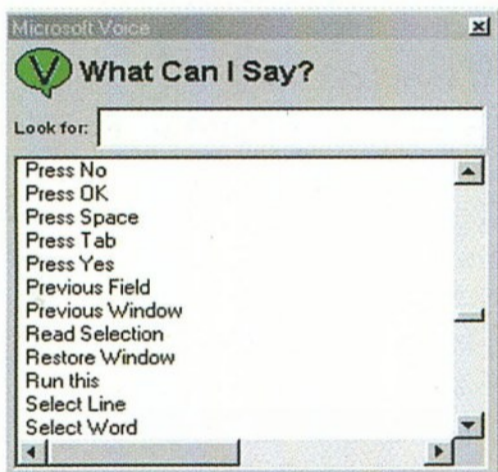 Microsoft Voice
V What Can I Say?
Look for:
Press No
Press OK
Press Space
Press Tab
Press Yes
Previous Field
Previous Window
Read Selection
Restore Window
Run this
Select Line
Select Word